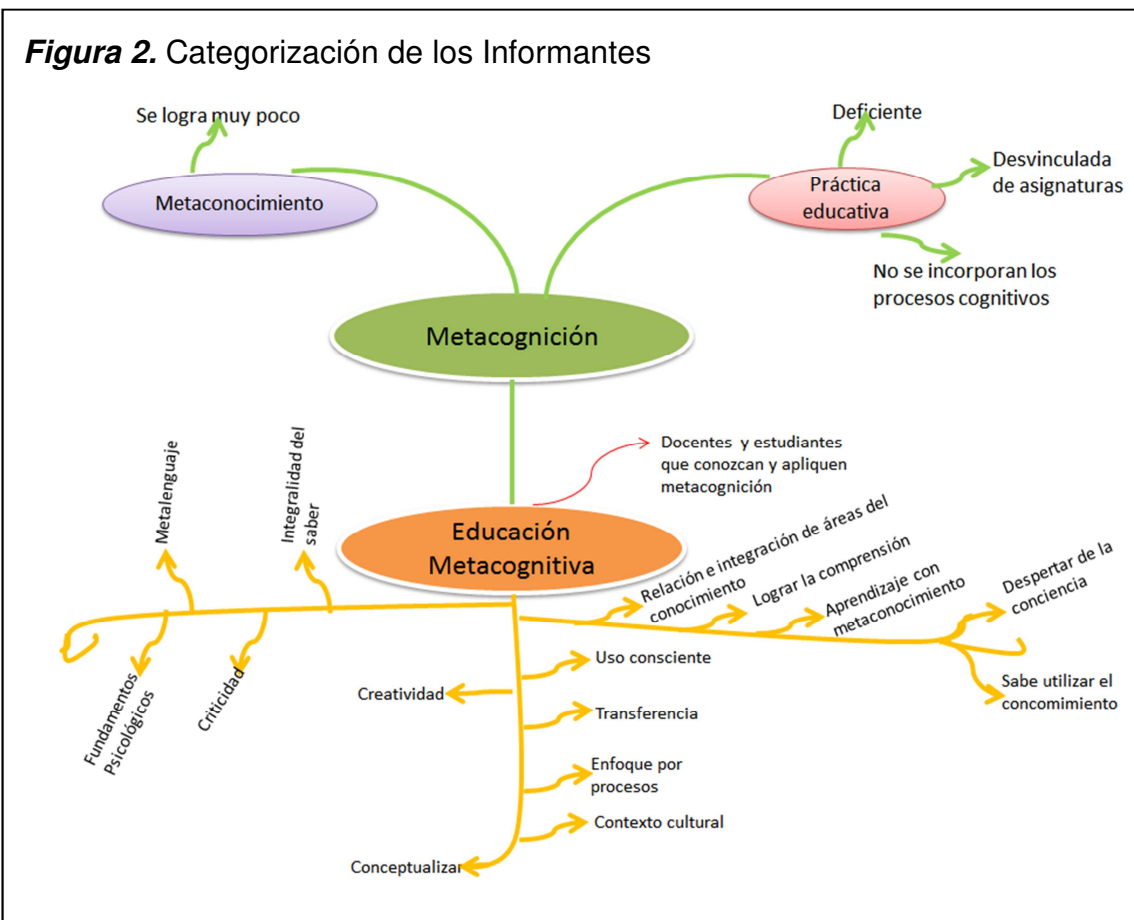 Figura 2. Categorización de los Informantes
Se logra muy poco
Metaconocimiento
Deficiente
Práctica
educativa
Desvinculada
de asignaturas
No se incorporan los
procesos cognitivos
Metacognición
Docentes y estudiantes
que conozcan y apliquen
metacognición
Educación
Metacognitiva
Metalenguaje
Integralidad del
saber
Fundamentos
Psicológicos
Criticidad
Relación e integración de áreas del
conocimiento
Lograr la comprensión
Aprendizaje con
metaconocimiento
Despertar de la
conciencia
Sabe utilizar el
concomimiento
Uso consciente
Creatividad
Transferencia
Enfoque por
procesos
Contexto cultural
Conceptualizar